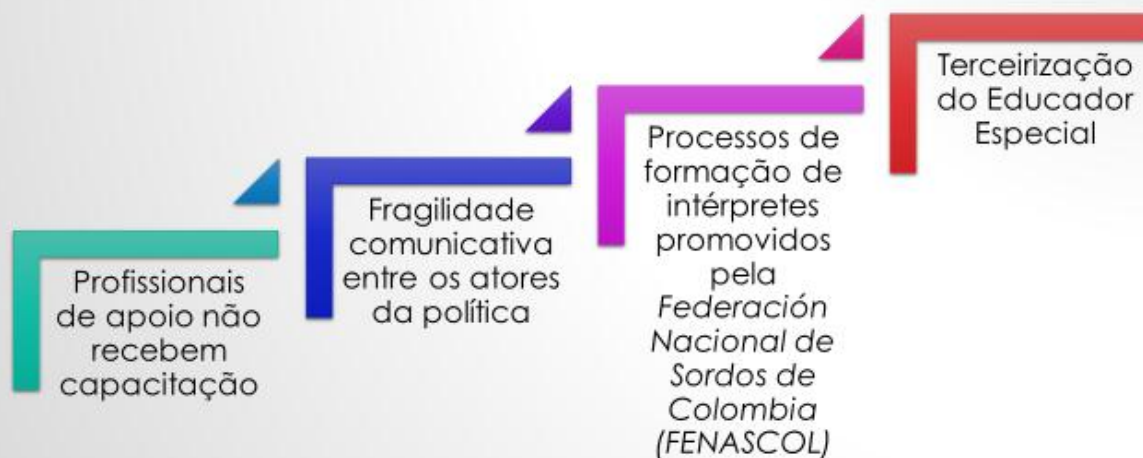 Profissionais
de apoio não
recebem
capacitação
Fragilidade
comunicativa
entre os atores
da política
Processos de
formação de
intérpretes
promovidos
pela
Federación
Nacional de
Sordos de
Colombia
(FENASCOL)
Terceirização
do Educador
Especial